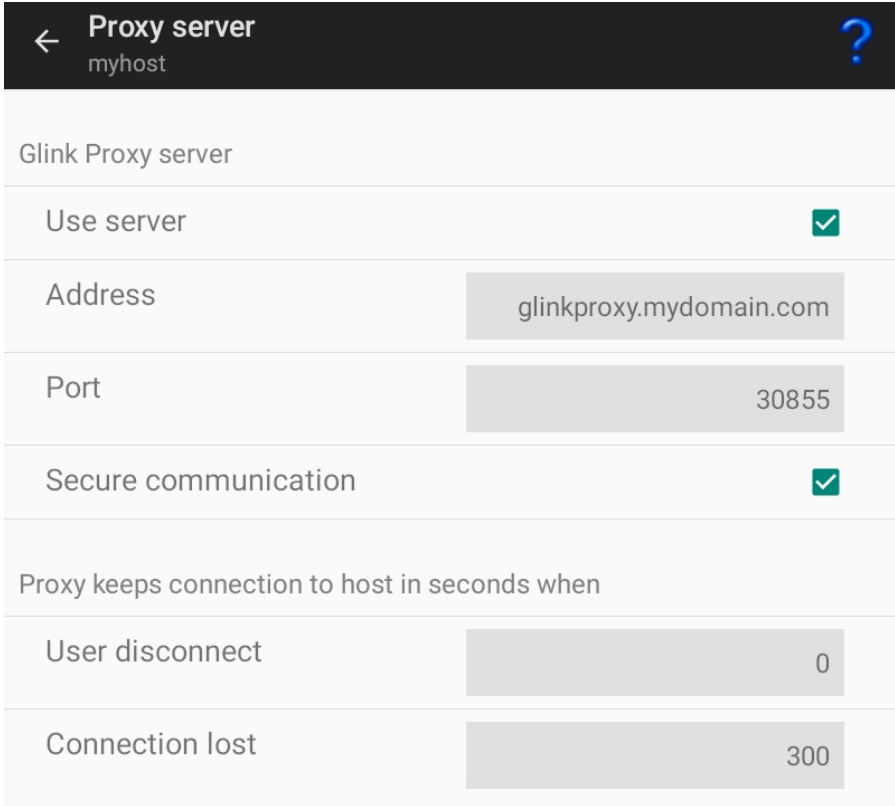 Proxy server
myhost
?
Glink Proxy server
Use server
Address
glinkproxy.mydomain.com
Port
30855
Secure communication
Proxy keeps connection to host in seconds when
User disconnect
0
Connection lost
300